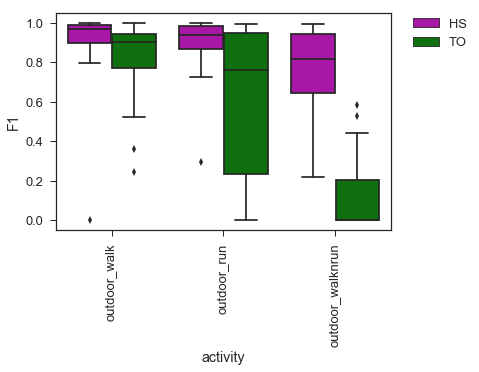 1.0
0.8
0.6
0.4
0.2
0.0
F1
outdoor_walk
outdoor_run
outdoor_walknrun
activity
HS
TO